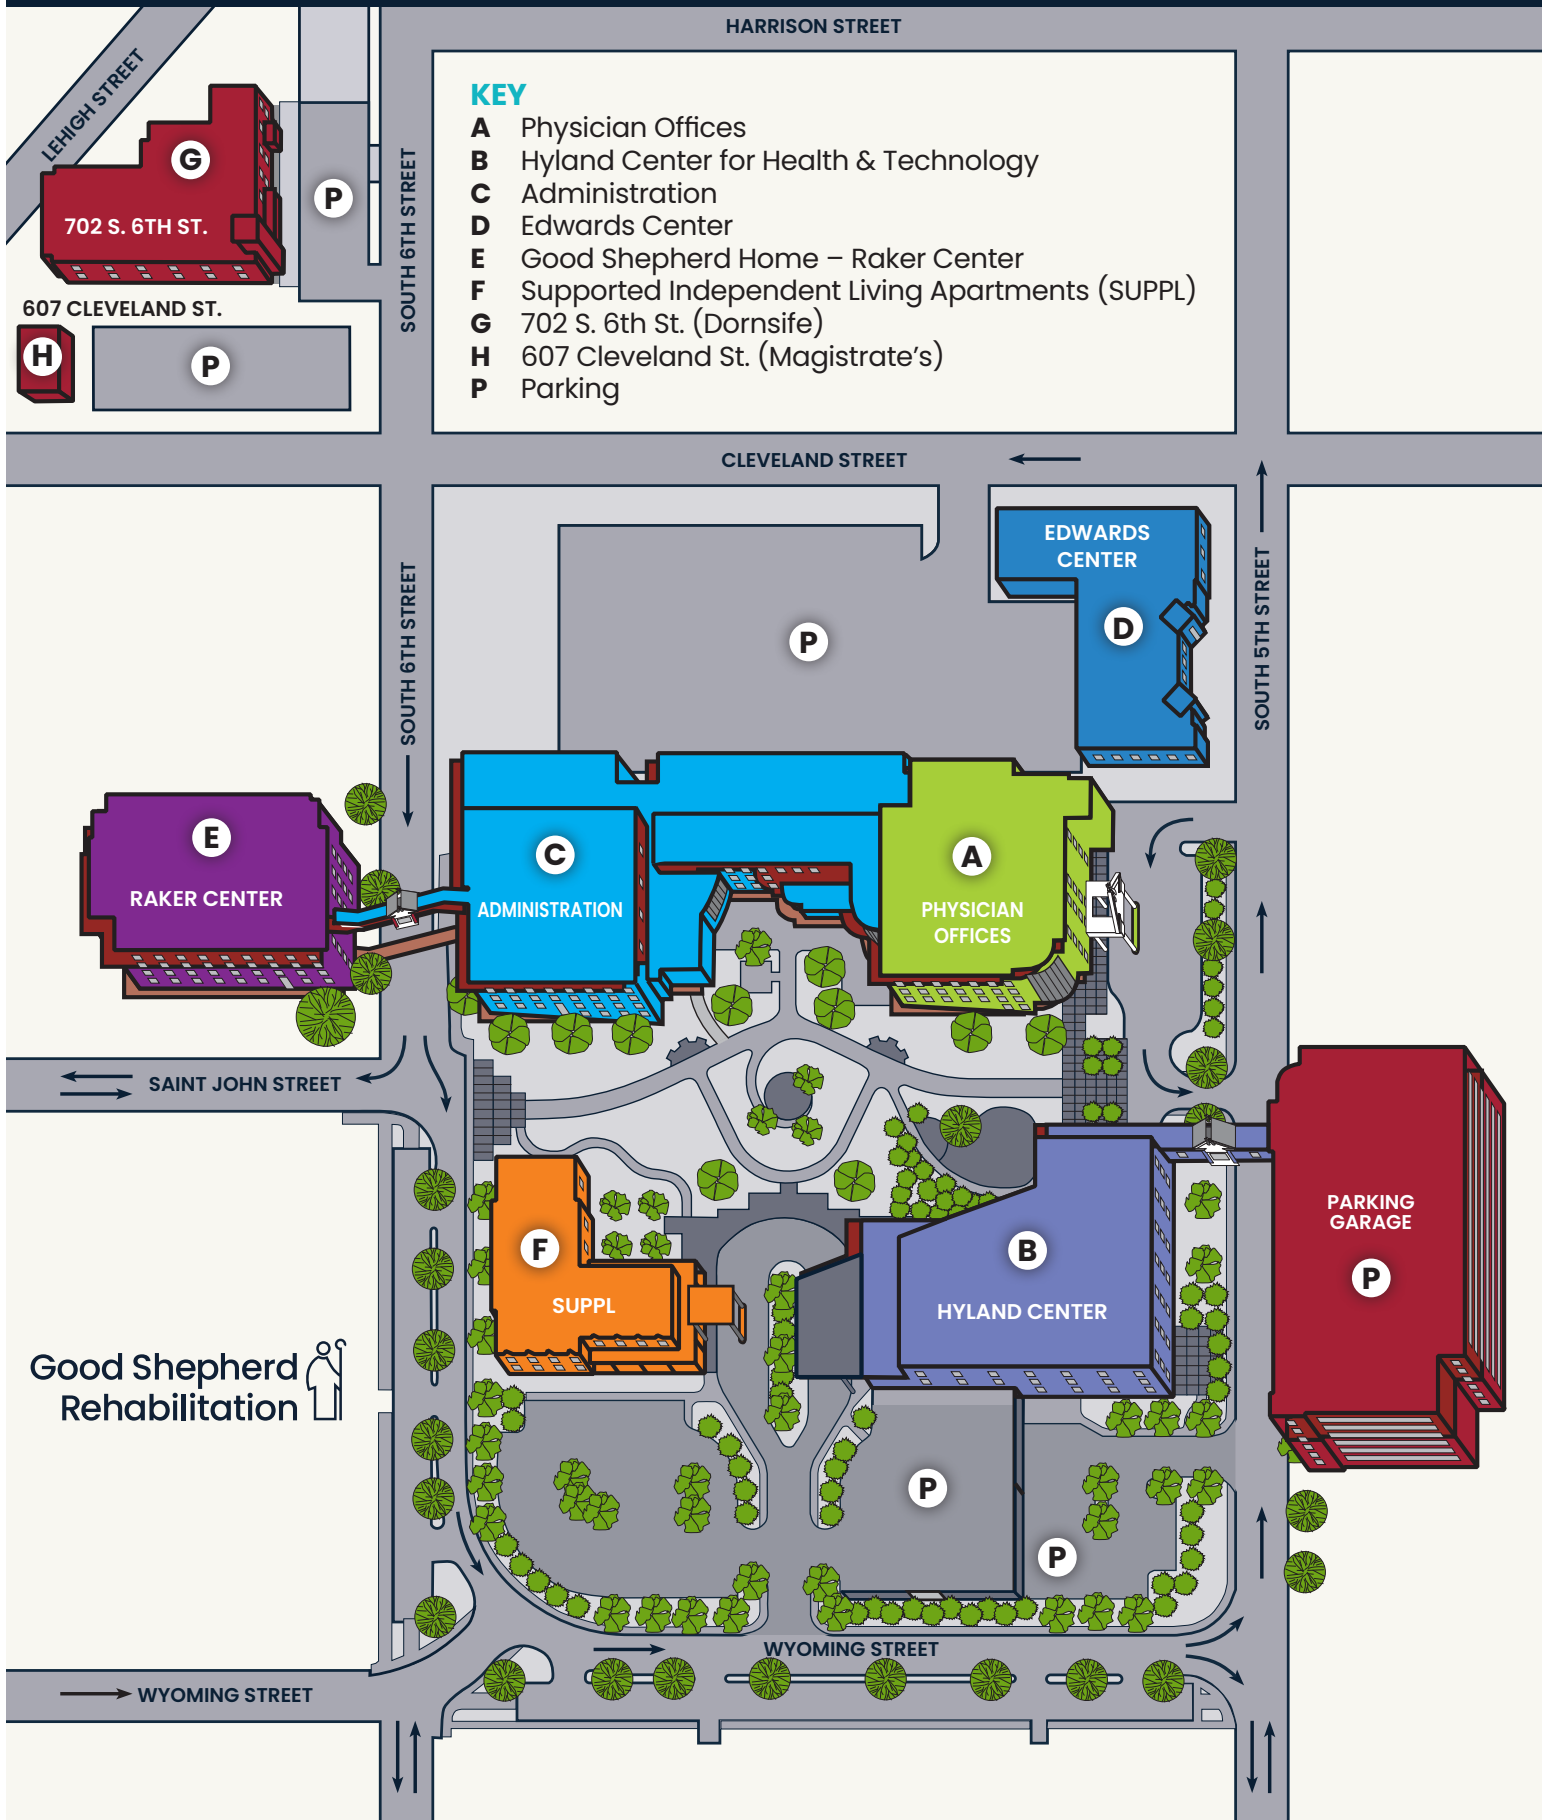 HARRISON STREET
LEHIGH STREET
G
702 S. 6TH ST.
P
SOUTH 6TH STREET
607 CLEVELAND ST.
H
P
KEY
A Physician Offices
B Hyland Center for Health & Technology
C Administration
D Edwards Center
E Good Shepherd Home – Raker Center
F Supported Independent Living Apartments (SUPPL)
G 702 S. 6th St. (Dornsife)
H 607 Cleveland St. (Magistrate's)
P Parking
CLEVELAND STREET
EDWARDS
CENTER
D
P
SOUTH 6TH STREET
SOUTH 5TH STREET
E
RAKER CENTER
C
ADMINISTRATION
A
PHYSICIAN
OFFICES
SAINT JOHN STREET
F
SUPPL
B
HYLAND CENTER
PARKING
GARAGE
P
Good Shepherd
Rehabilitation
P
P
WYOMING STREET
WYOMING STREET